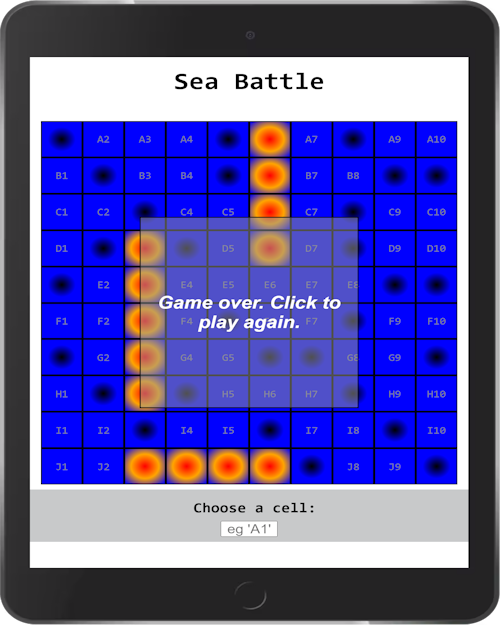 Sea Battle
A2 A3 A4 A7 A9 A10
B1 B3 B4 B7 B8
C1 C2 C4 C5 C7 C9 C10
D1 D5 D7 D9 D10
E2 E4 E5 E6 E7 E8
Game over. Click to
play again.
F1 F2 F4 F7 F9 F10
G2 G4 G5 G8 G9
H1 H5 H6 H7 H9 H10
I1 I2 I4 I5 I7 I8 I10
J1 J2 J8 J9
Choose a cell:
eg 'A1'